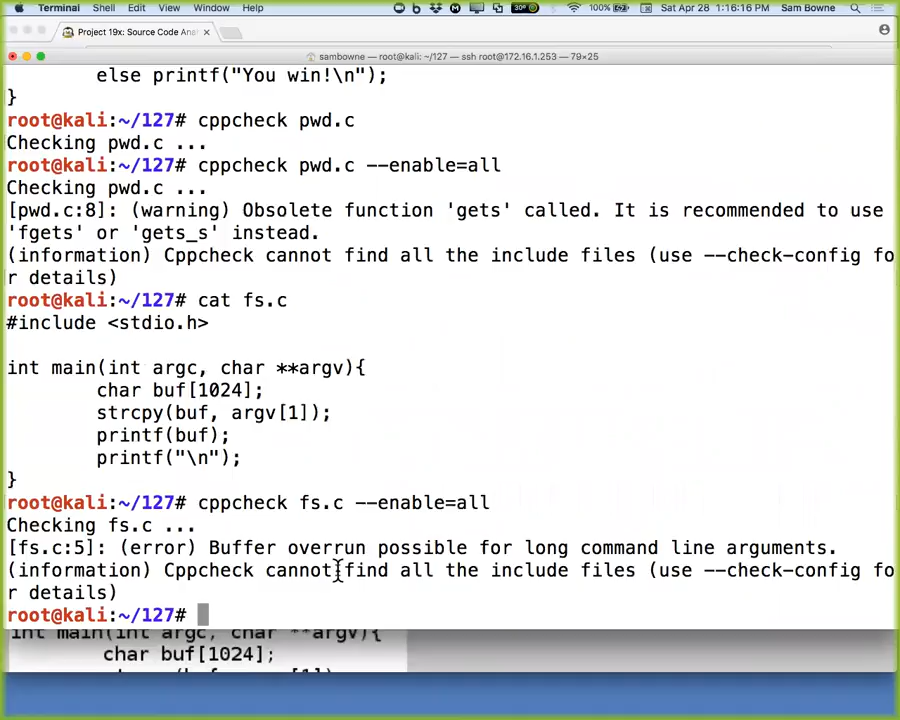 Terminal Shell Edit View Window Help 30° 100% Sat Apr 28 1:16:16 PM Sam Bowne
Project 19x: Source Code Ana
sambowne — root@kali: ~/127 — ssh root@172.16.1.253 — 79×25
else printf("You win!\n");
}
root@kali:~/127# cppcheck pwd.c
Checking pwd.c ...
root@kali:~/127# cppcheck pwd.c --enable=all
Checking pwd.c ...
[pwd.c:8]: (warning) Obsolete function 'gets' called. It is recommended to use
'fgets' or 'gets_s' instead.
(information) Cppcheck cannot find all the include files (use --check-config fo
r details)
root@kali:~/127# cat fs.c
#include <stdio.h>
int main(int argc, char **argv){
char buf[1024];
strcpy(buf, argv[1]);
printf(buf);
printf("\n");
}
root@kali:~/127# cppcheck fs.c --enable=all
Checking fs.c ...
[fs.c:5]: (error) Buffer overrun possible for long command line arguments.
(information) Cppcheck cannot find all the include files (use --check-config fo
r details)
root@kali:~/127#
int main(int argc, char **argv){
char buf[1024];